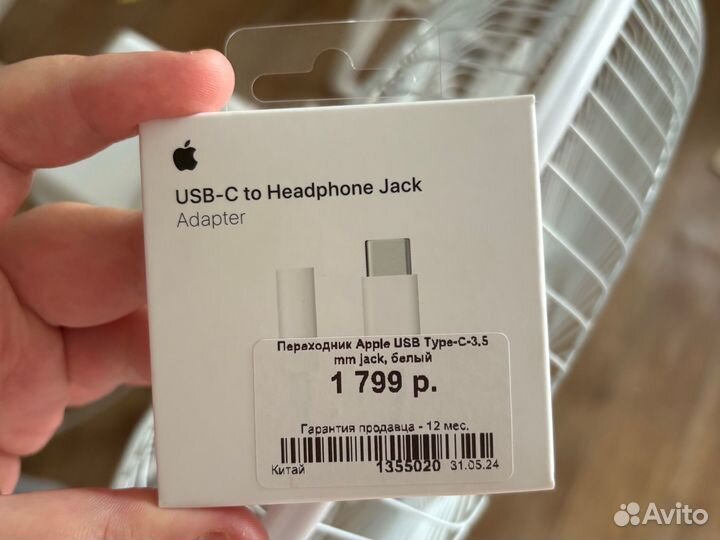 USB-C to Headphone Jack
Adapter
Переходник Apple USB Type-C-3.5
mm jack, белый
1 799 р.
Гарантия продавца - 12 мес.
Китай 1355020 31.05.24
Avito